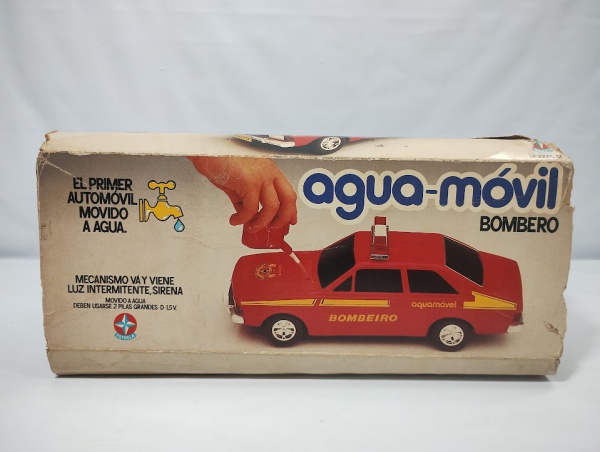 EL PRIMER
AUTOMÓVIL
MOVIDO
A AGUA.
agua-móvil
BOMBERO
MECANISMO VÁ Y VIENE
LUZ INTERMITENTE, SIRENA
MOVIDO A AGUA
DEBEN USARSE 2 PILAS GRANDES D-1.5 V.
ESTRELA
BOMBEIRO
aquamóvel